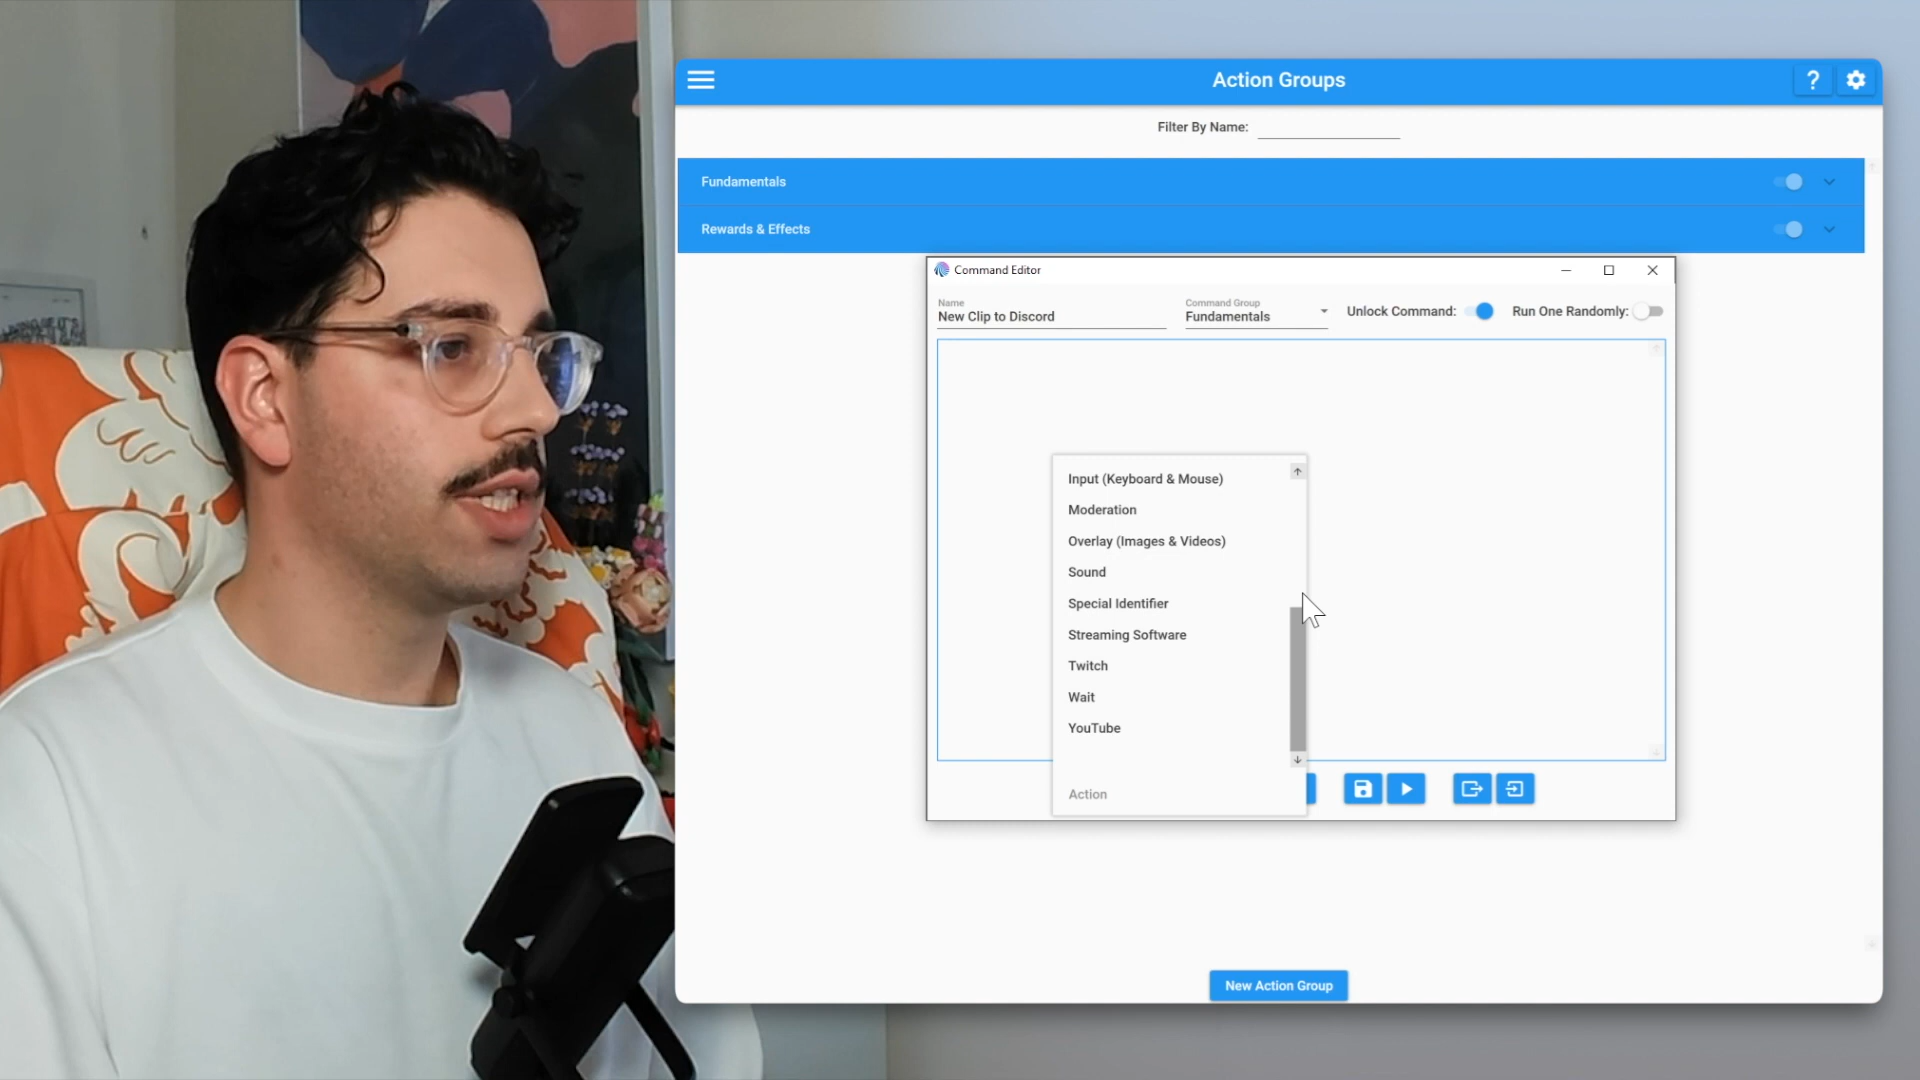 Action Groups
?
Filter By Name:
Fundamentals
Rewards & Effects
Command Editor
Name
New Clip to Discord
Command Group
Fundamentals
Unlock Command:
Run One Randomly:
Input (Keyboard & Mouse)
Moderation
Overlay (Images & Videos)
Sound
Special Identifier
Streaming Software
Twitch
Wait
YouTube
Action
New Action Group